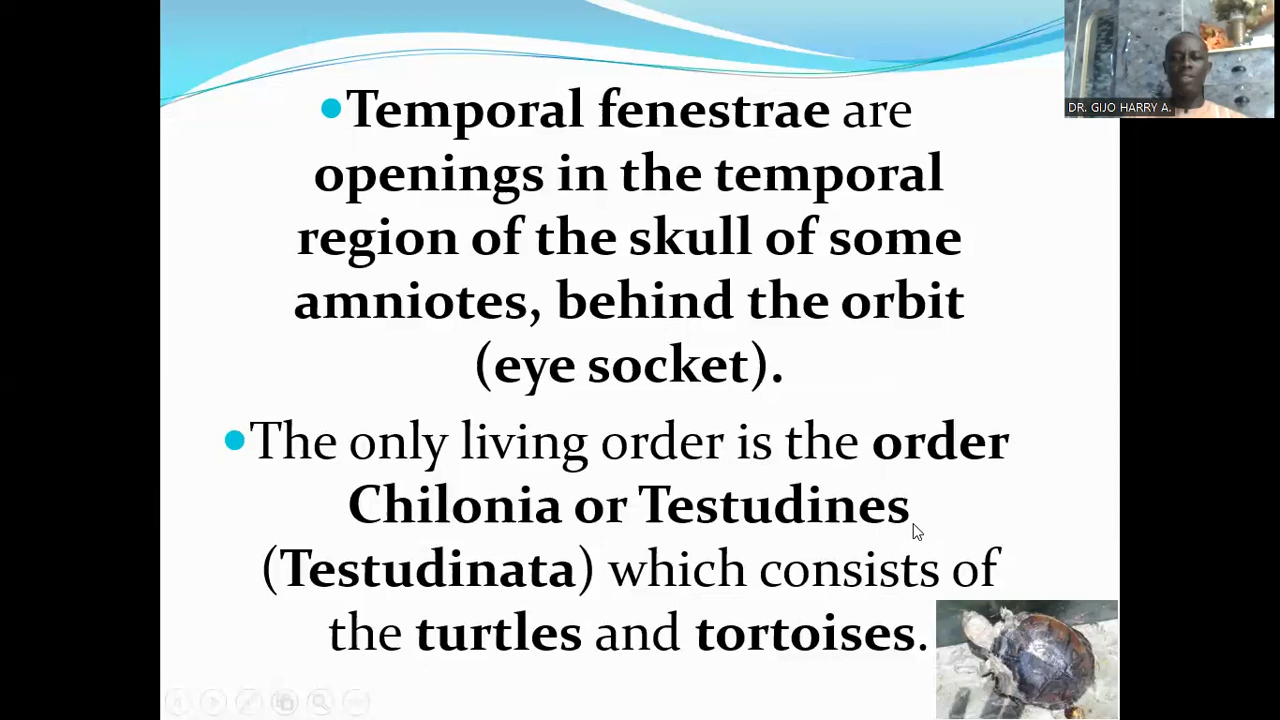 DR. GIJO HARRY A.
•Temporal fenestrae are
openings in the temporal
region of the skull of some
amniotes, behind the orbit
(eye socket).
•The only living order is the order
Chilonia or Testudines
(Testudinata) which consists of
the turtles and tortoises.